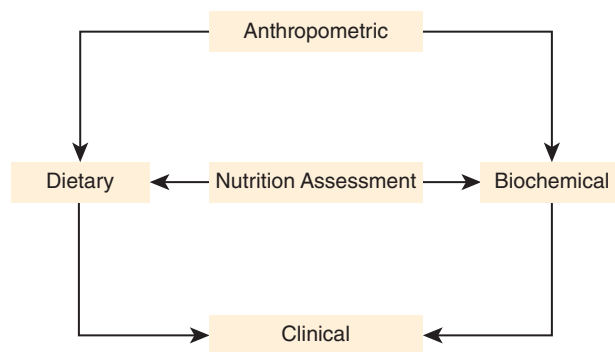 Anthropometric
Dietary
Nutrition Assessment
Biochemical
Clinical